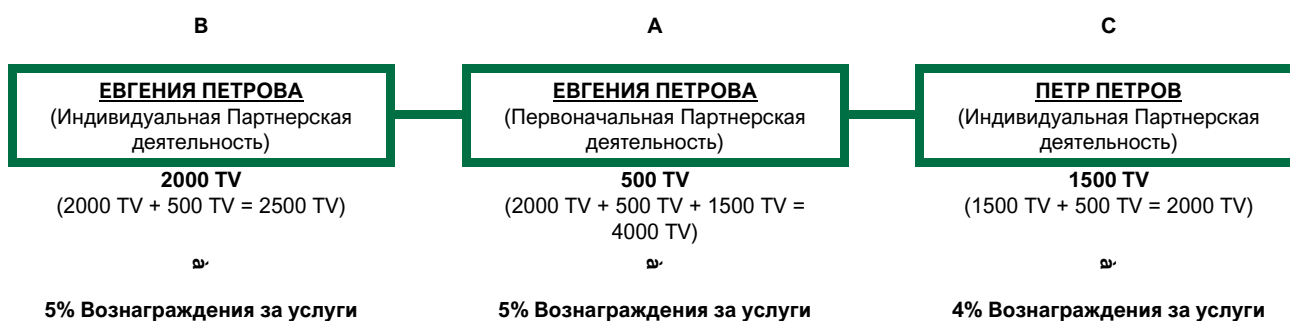 B
A
C
ЕВГЕНИЯ ПЕТРОВА
(Индивидуальная Партнерская
деятельность)
ЕВГЕНИЯ ПЕТРОВА
(Первоначальная Партнерская
деятельность)
ПЕТР ПЕТРОВ
(Индивидуальная Партнерская
деятельность)
2000 TV
(2000 TV + 500 TV = 2500 TV)
500 TV
(2000 TV + 500 TV + 1500 TV =
4000 TV)
1500 TV
(1500 TV + 500 TV = 2000 TV)
5% Вознаграждения за услуги
5% Вознаграждения за услуги
4% Вознаграждения за услуги